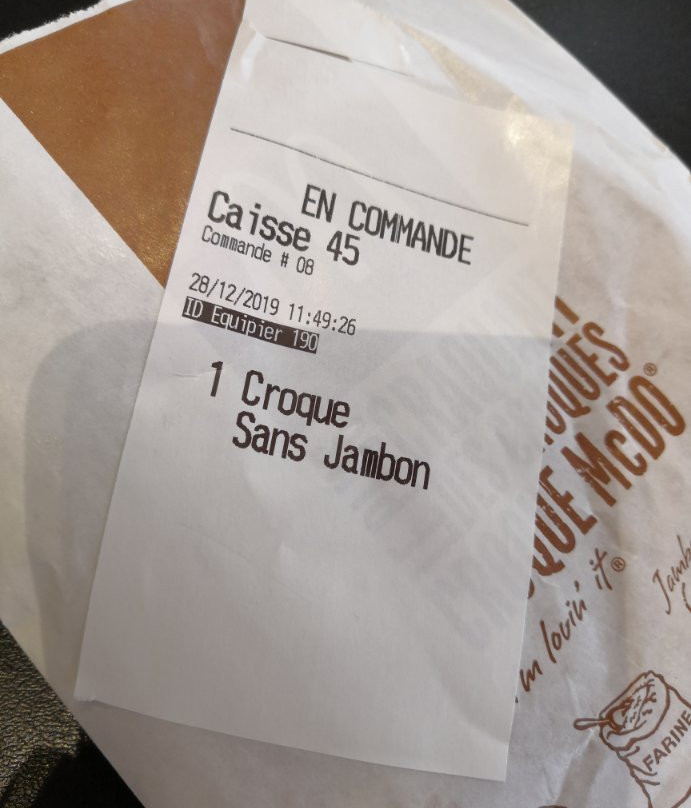 EN COMMANDE
Caisse 45
Commande # 08
28/12/2019 11:49:26
ID Equipier 190
1 Croque
Sans Jambon
McDO®
lovin' it®
FARINE